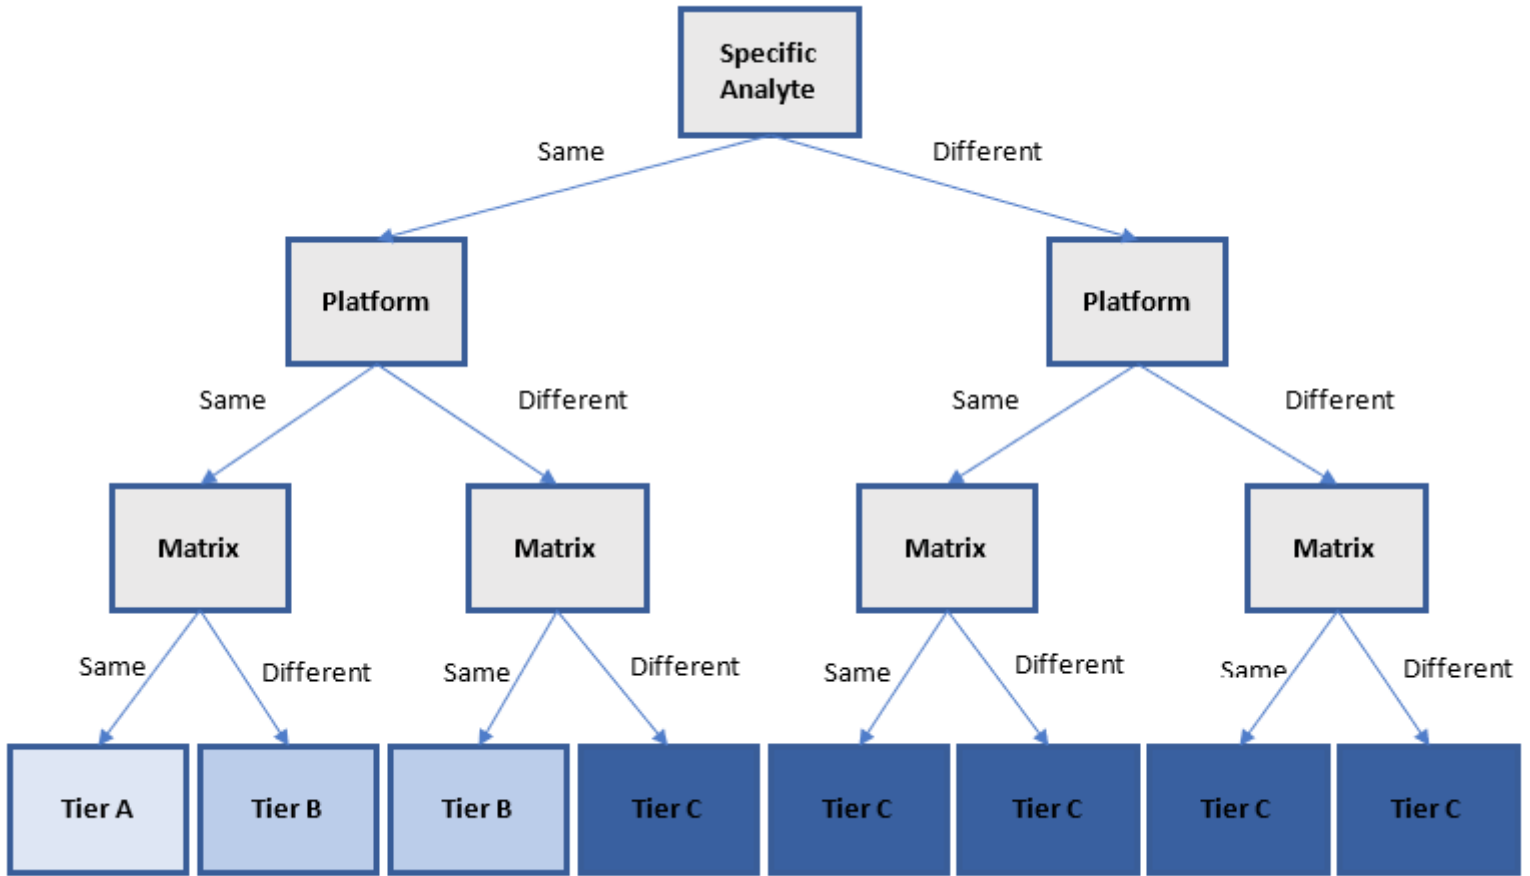 Specific
Analyte
Same
Different
Platform
Platform
Same
Different
Same
Different
Matrix
Matrix
Matrix
Matrix
Same
Different
Same
Different
Same
Different
Same
Different
Tier A
Tier B
Tier B
Tier C
Tier C
Tier C
Tier C
Tier C